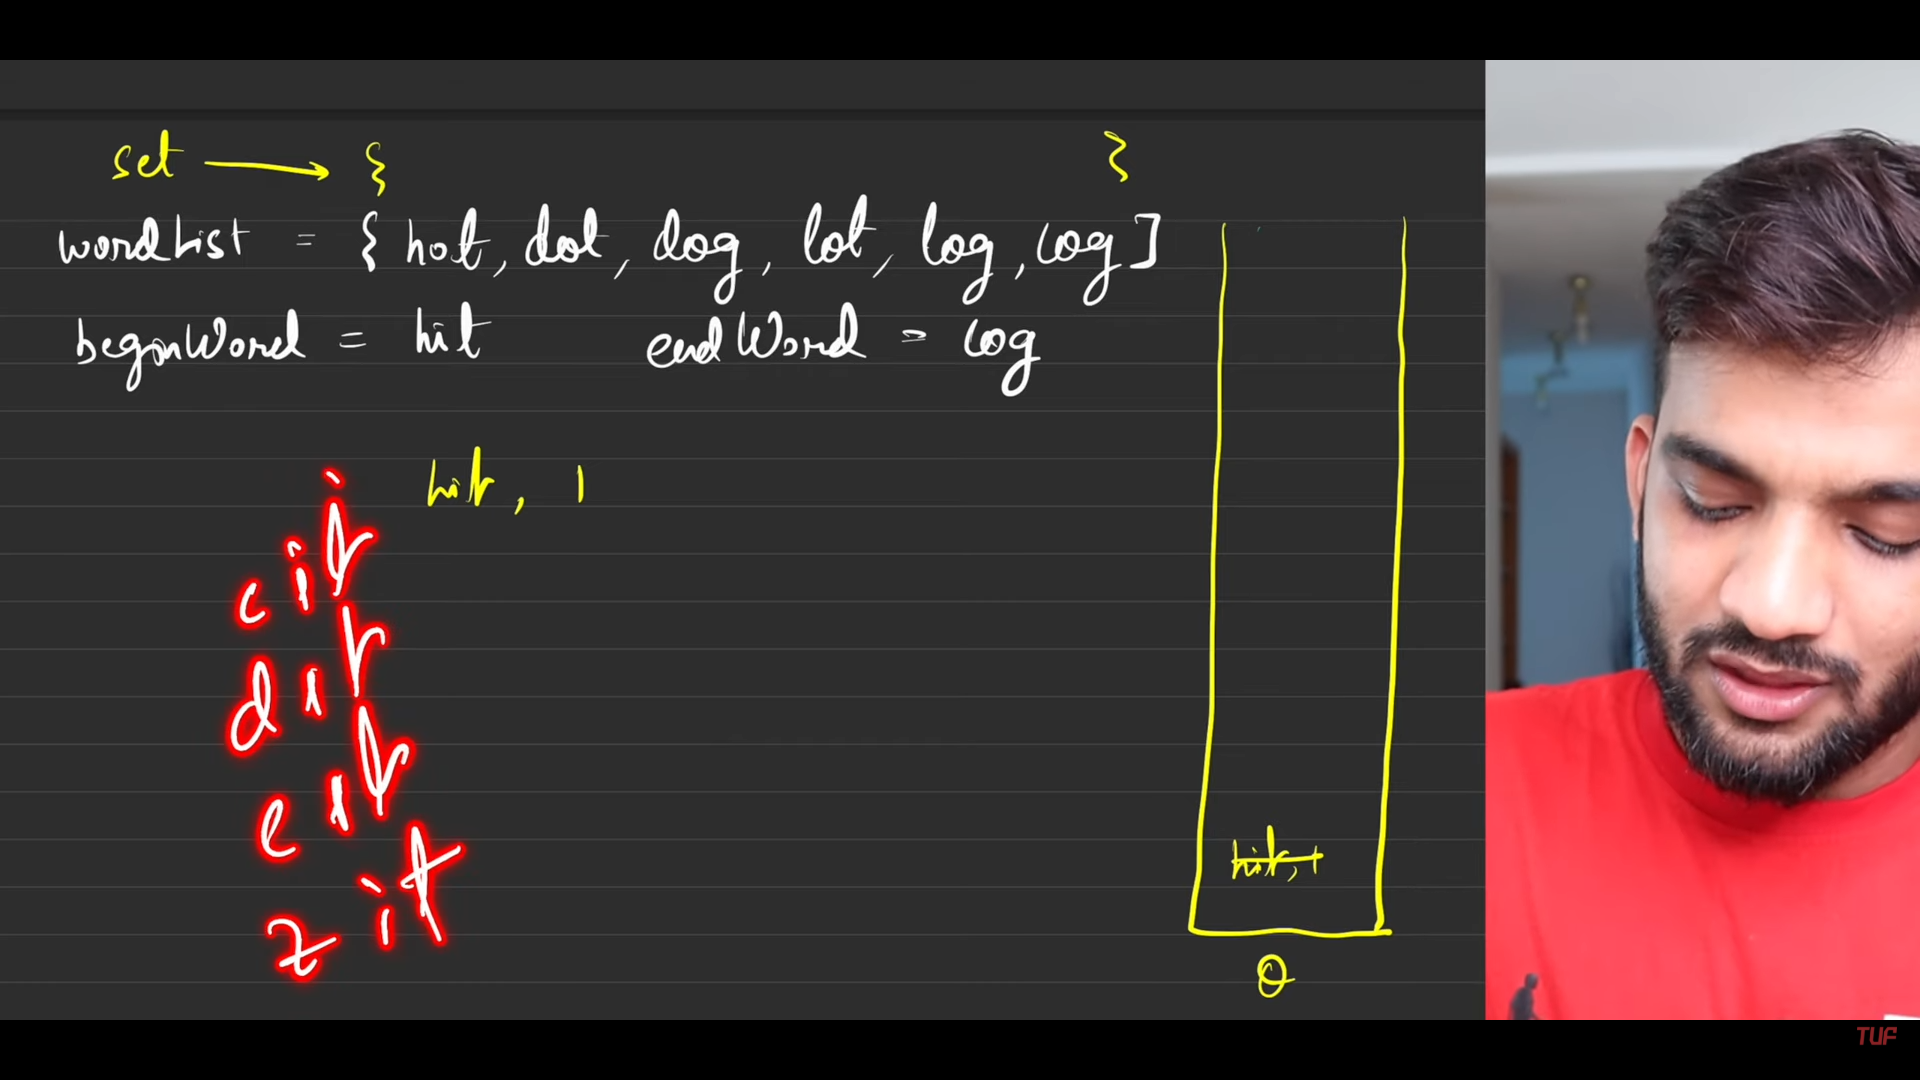 set → { }
wordList = { hot, dot, dog, lot, log, cog ]
beginWord = hit endWord = cog
hit, 1
it
cit
dit
eit
zit
hit, 1
Q
TUF